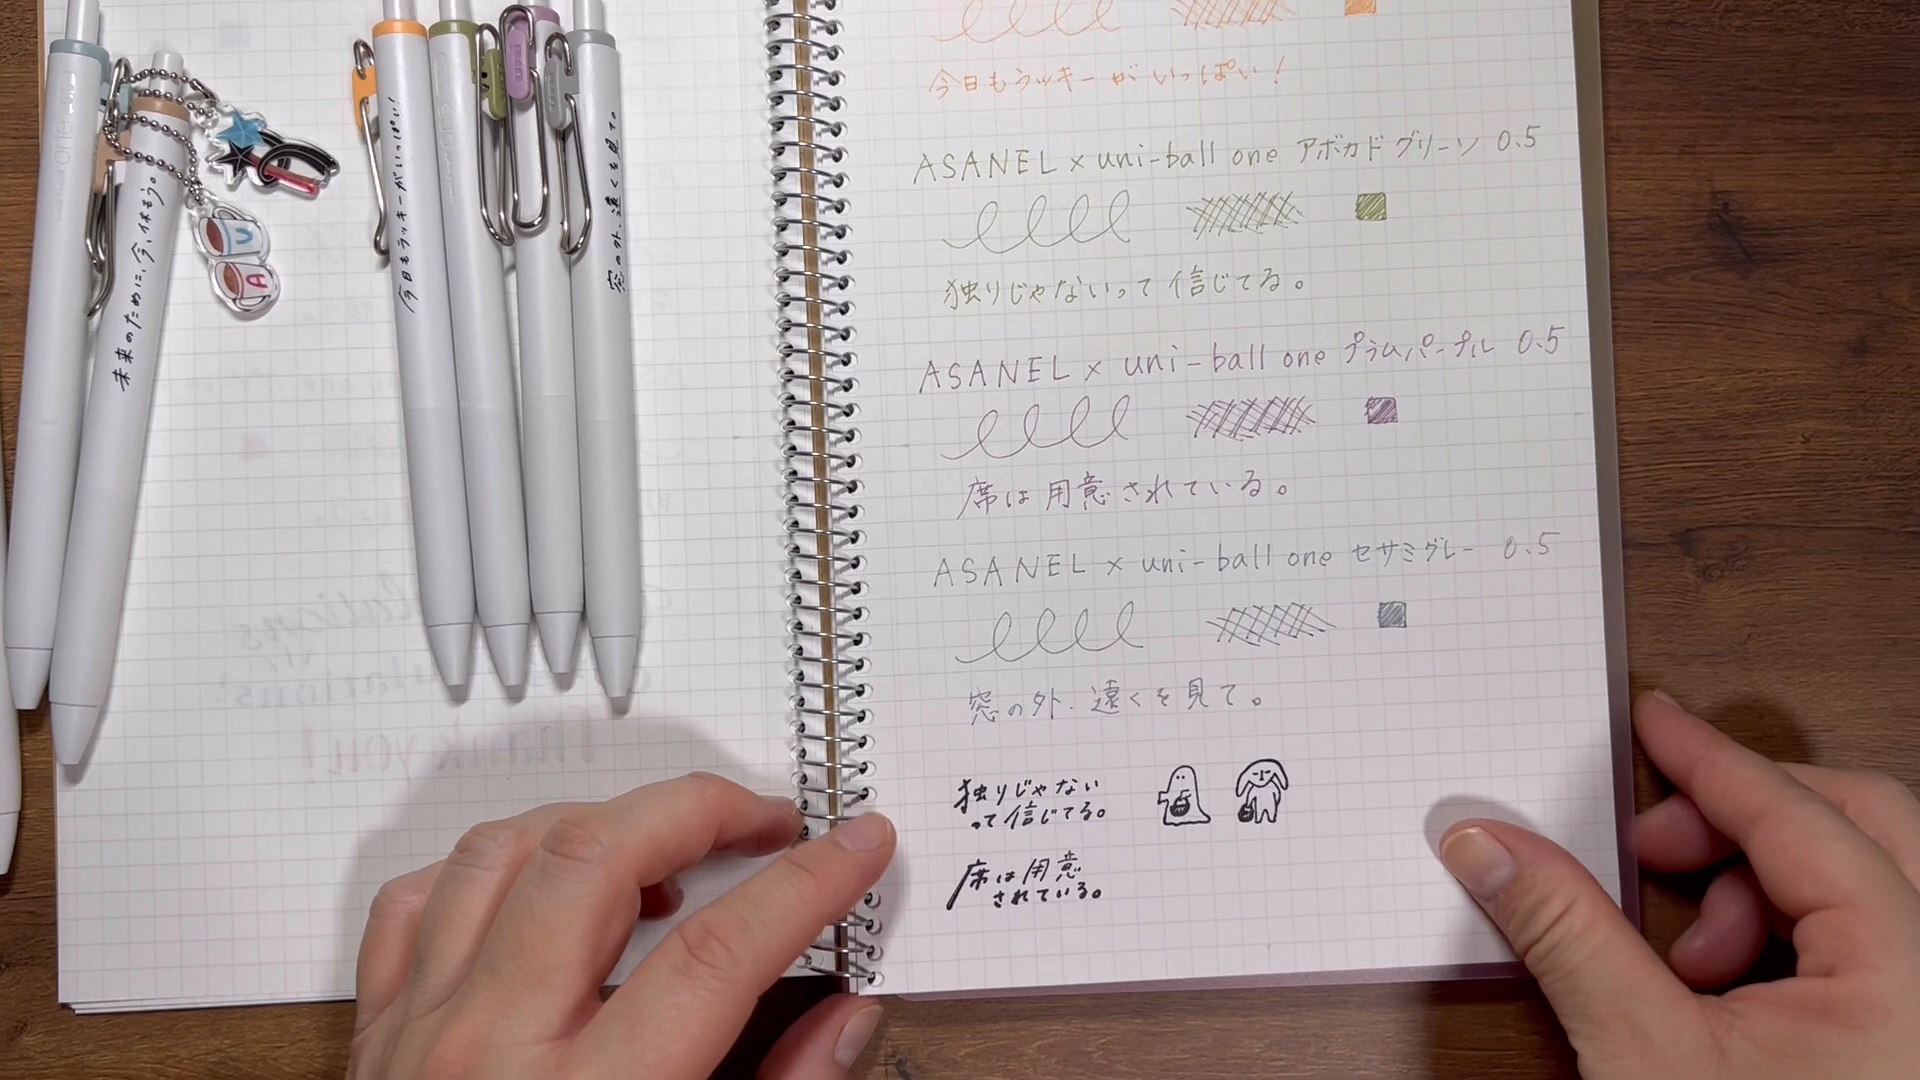 未来のために、今、休もう。
今日もラッキーがいっぱい!
窓の外、遠くを見て。
U
A
Thank you!
今日もラッキーがいっぱい!
ASANEL × uni-ball one アボカドグリーン 0.5
独りじゃないって信じてる。
ASANEL × uni-ball one プラムパープル 0.5
席は用意されている。
ASANEL × uni-ball one セサミグレー 0.5
窓の外、遠くを見て。
独りじゃない
って信じてる。
席は用意
されている。